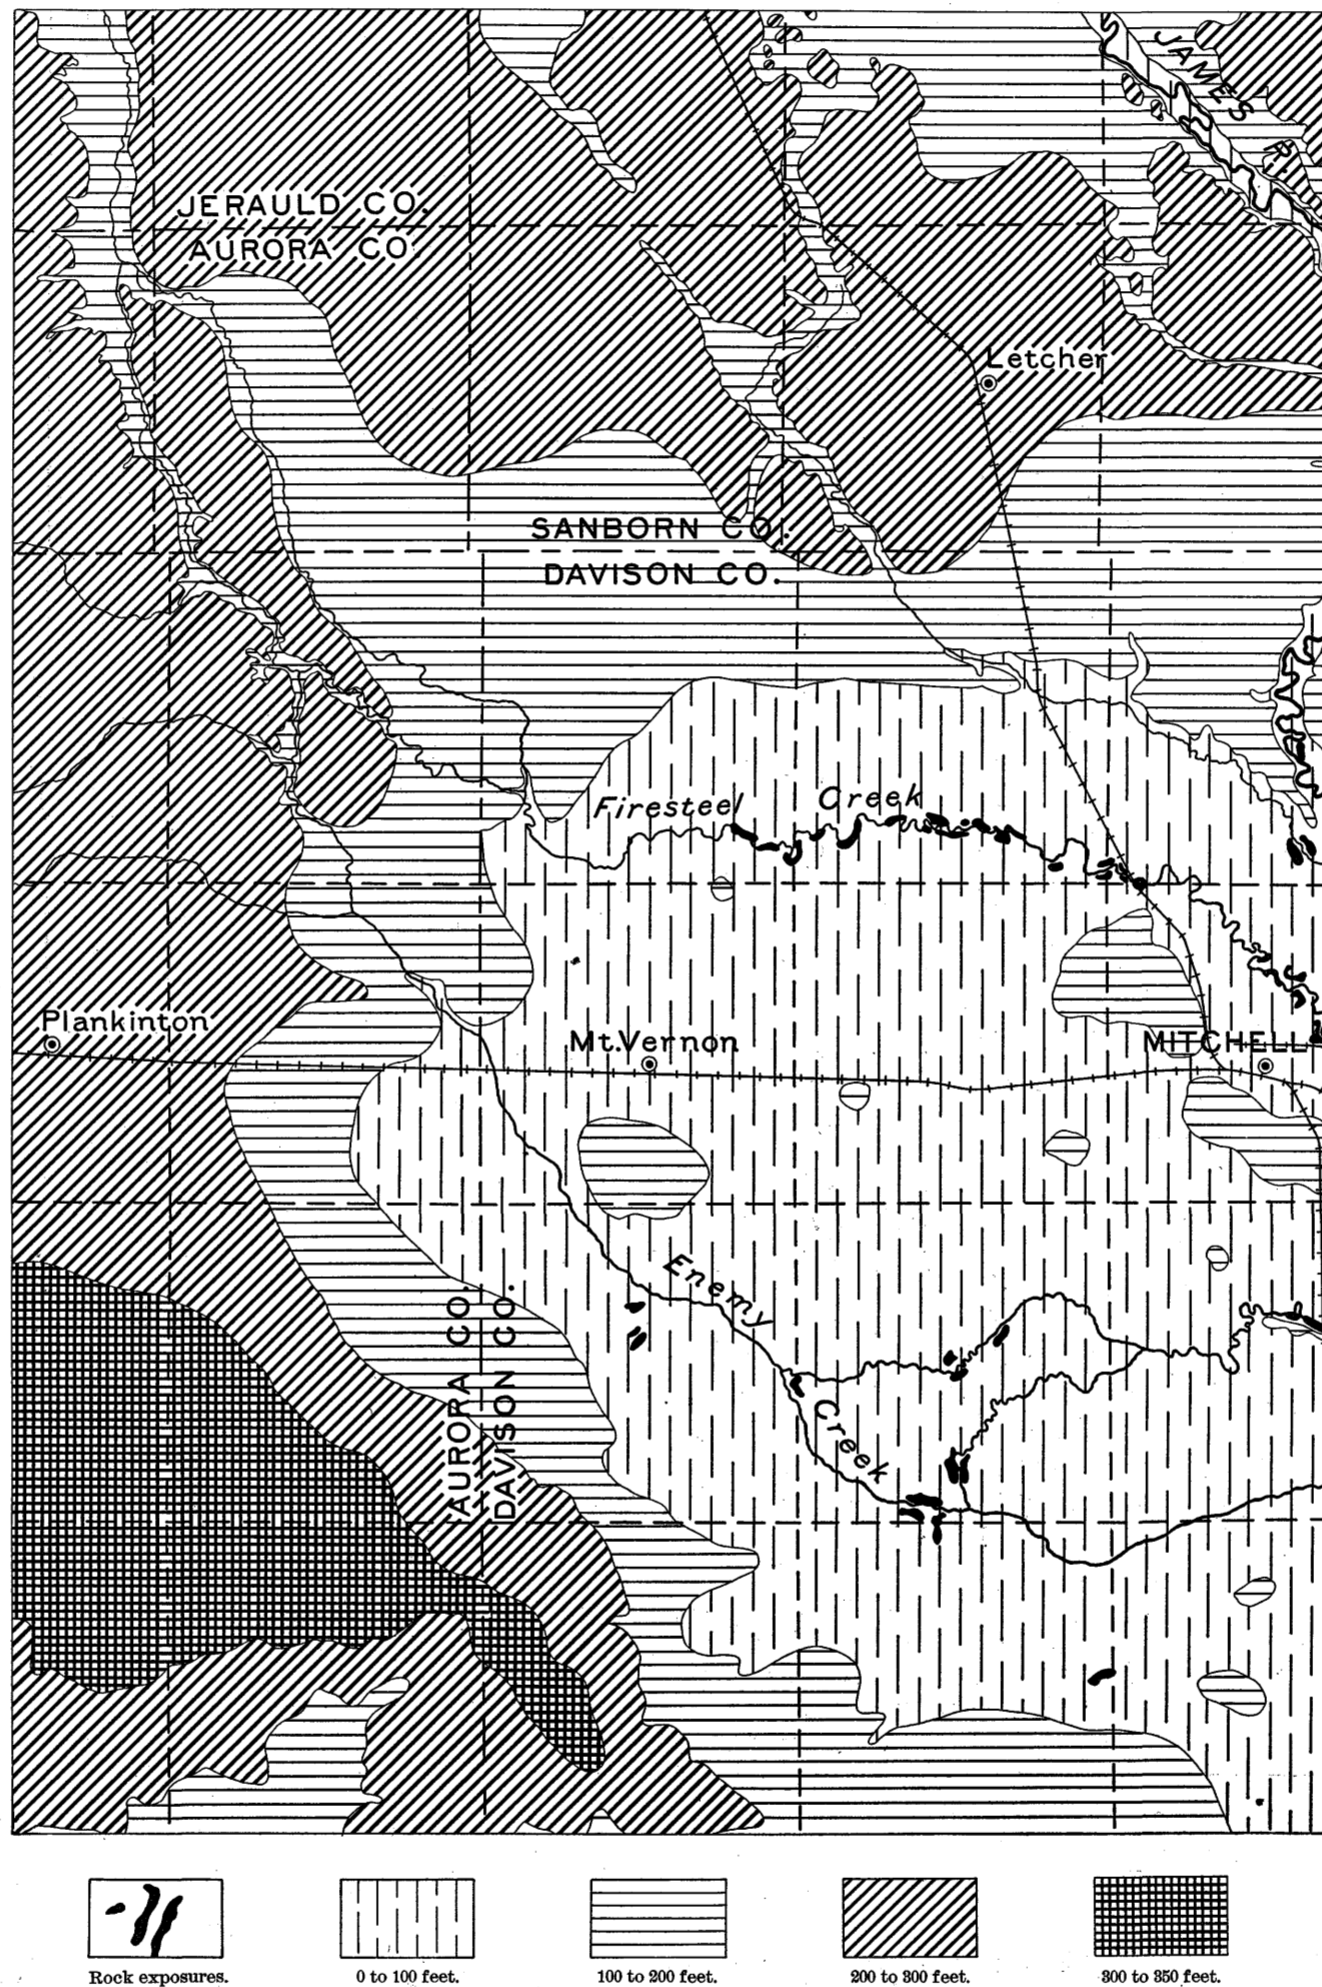 JAMES R.
JERAULD CO.
AURORA CO.
Letcher
SANBORN CO.
DAVISON CO.
Firesteel Creek
Plankinton
Mt. Vernon
MITCHELL
Enemy Creek
AURORA CO.
DAVISON CO.
Rock exposures.
0 to 100 feet.
100 to 200 feet.
200 to 300 feet.
300 to 350 feet.